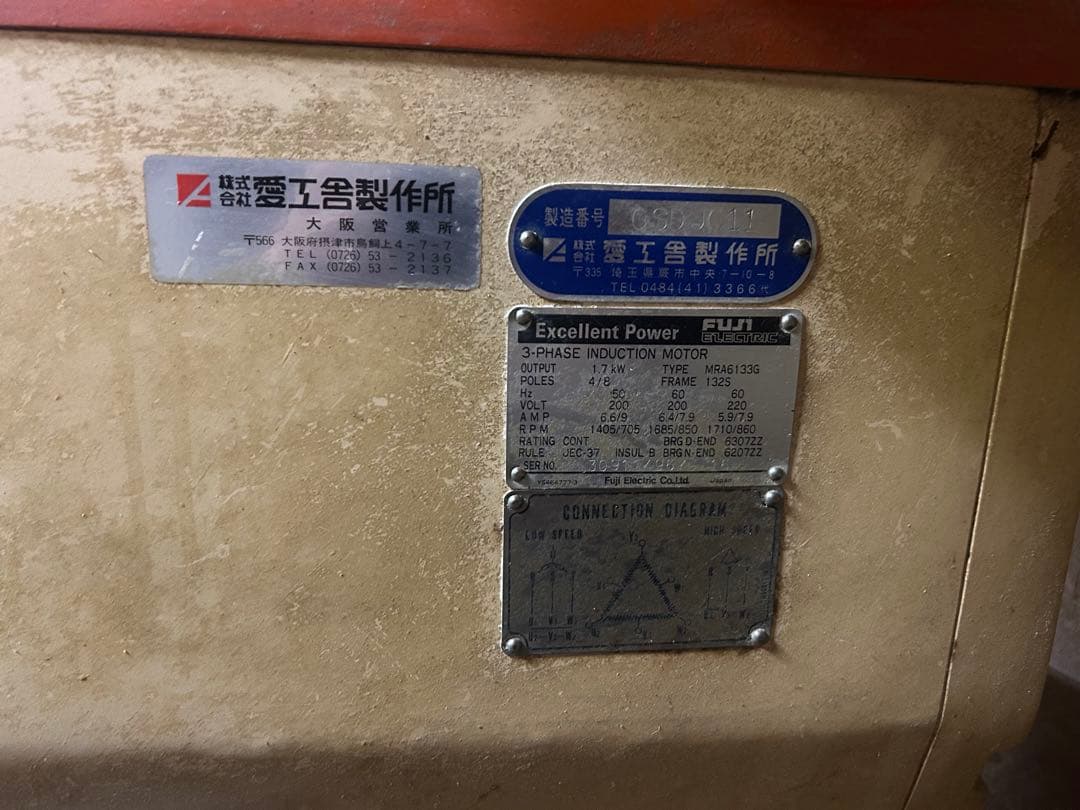 株式会社 愛工舎製作所
大阪営業所
〒566 大阪府摂津市鳥飼上4-7-7
TEL (0726) 53 - 2136
FAX (0726) 53 - 2137
製造番号
株式会社 愛工舎製作所
〒335 埼玉県蕨市中央7-10-8
TEL 0484(41)3366代
Excellent Power FUJI ELECTRIC
3-PHASE INDUCTION MOTOR
OUTPUT 1.7 kW TYPE MRA6133G
POLES 4/8 FRAME 132S
Hz 50 60 60
VOLT 200 200 220
AMP 6.6/9 6.4/7.9 5.9/7.9
RPM 1405/705 1685/850 1710/860
RATING CONT BRG D-END 6307ZZ
RULE JEC-37 INSUL B BRG N-END 6207ZZ
SER NO.
Fuji Electric Co.,Ltd. Japan
CONNECTION DIAGRAM
LOW SPEED HIGH SPEED